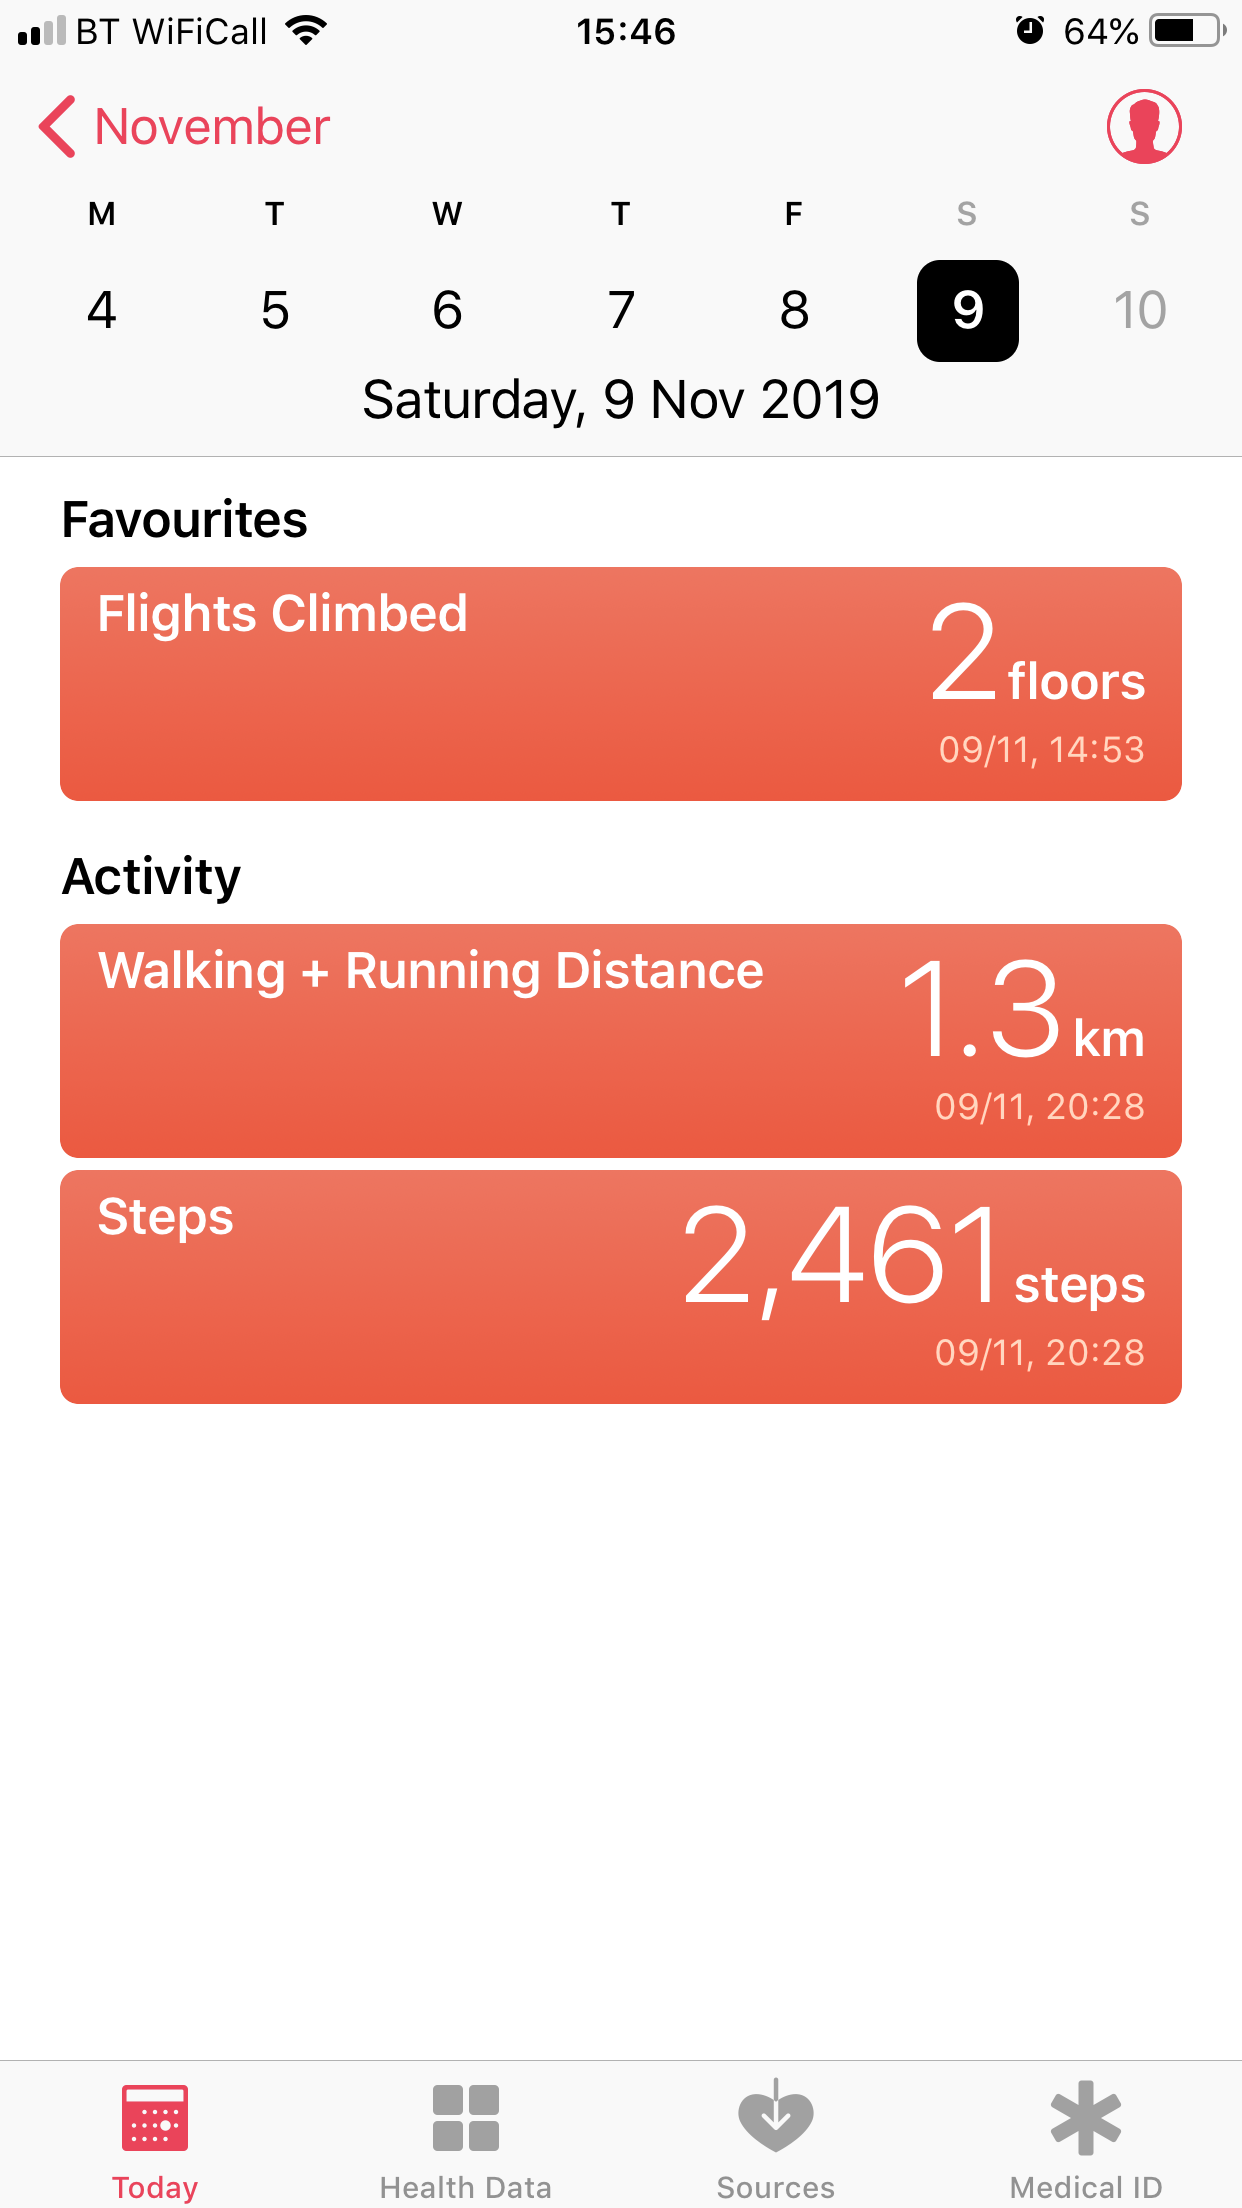 BT WiFiCall 15:46 64%
November
M T W T F S S
4 5 6 7 8 9 10
Saturday, 9 Nov 2019
Favourites
Flights Climbed
2 floors
09/11, 14:53
Activity
Walking + Running Distance
1.3 km
09/11, 20:28
Steps
2,461 steps
09/11, 20:28
Today Health Data Sources Medical ID